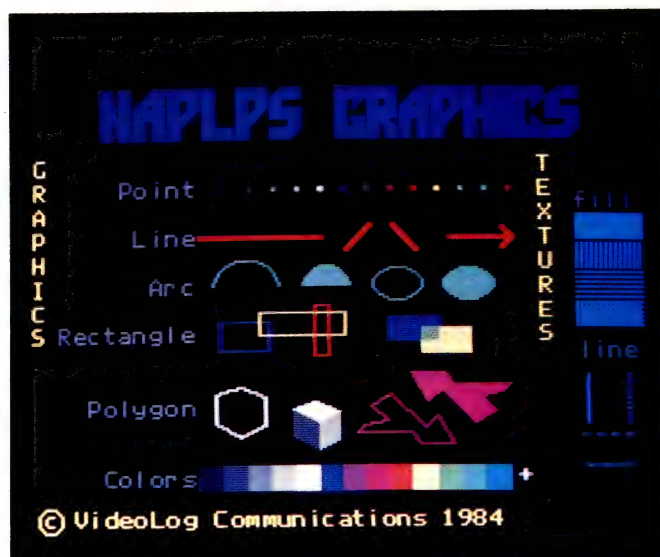 NAPLPS GRAPHICS
GRAPHICS
Point
Line
Arc
Rectangle
Polygon
Colors
TEXTURES
fill
line
© VideoLog Communications 1984